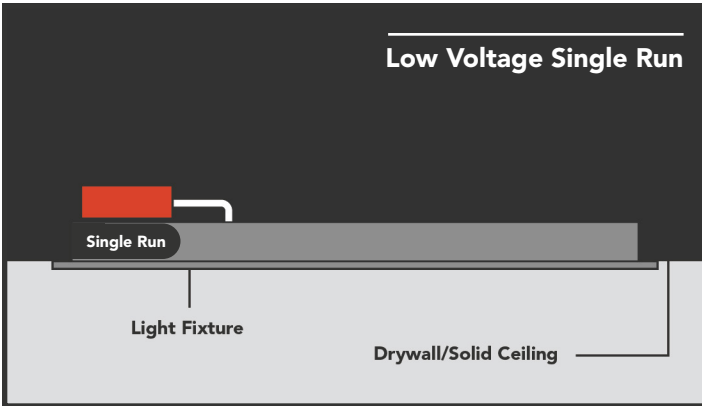 Low Voltage Single Run
Single Run
Light Fixture
Drywall/Solid Ceiling